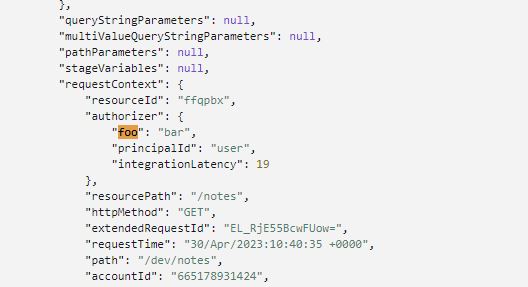 },
"queryStringParameters": null,
"multiValueQueryStringParameters": null,
"pathParameters": null,
"stageVariables": null,
"requestContext": {
"resourceId": "ffqpbx",
"authorizer": {
"foo": "bar",
"principalId": "user",
"integrationLatency": 19
},
"resourcePath": "/notes",
"httpMethod": "GET",
"extendedRequestId": "EL_RjE55BcwFUow=",
"requestTime": "30/Apr/2023:10:40:35 +0000",
"path": "/dev/notes",
"accountId": "665178931424",